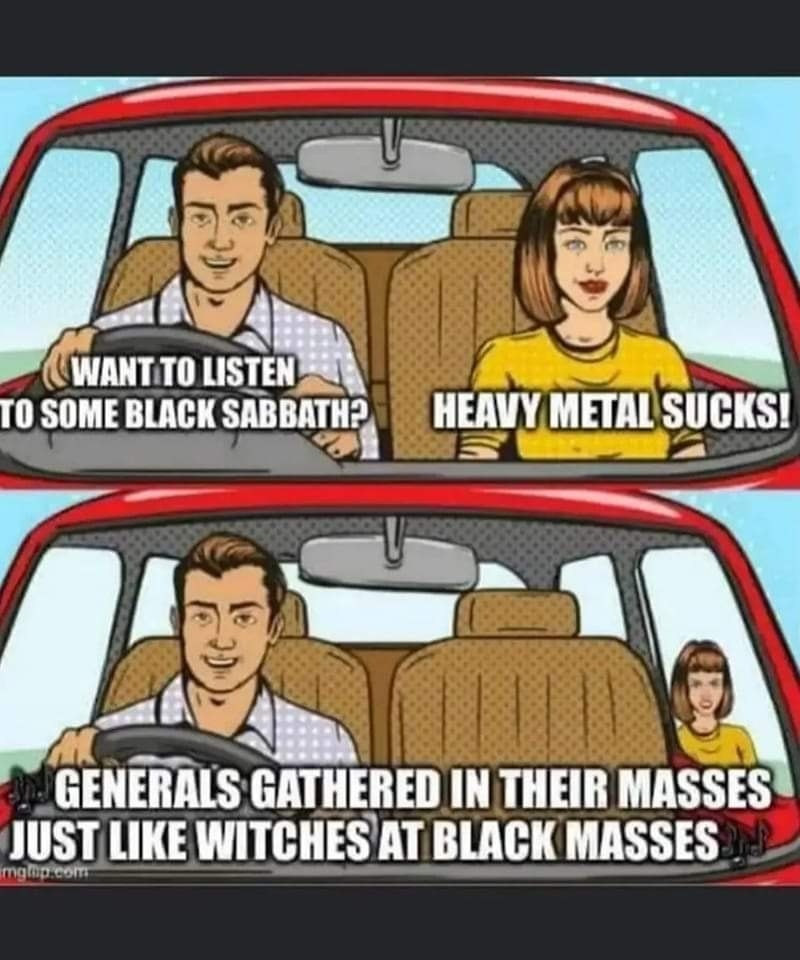 WANT TO LISTEN
TO SOME BLACK SABBATH?
HEAVY METAL SUCKS!
GENERALS GATHERED IN THEIR MASSES
JUST LIKE WITCHES AT BLACK MASSES
imgflip.com